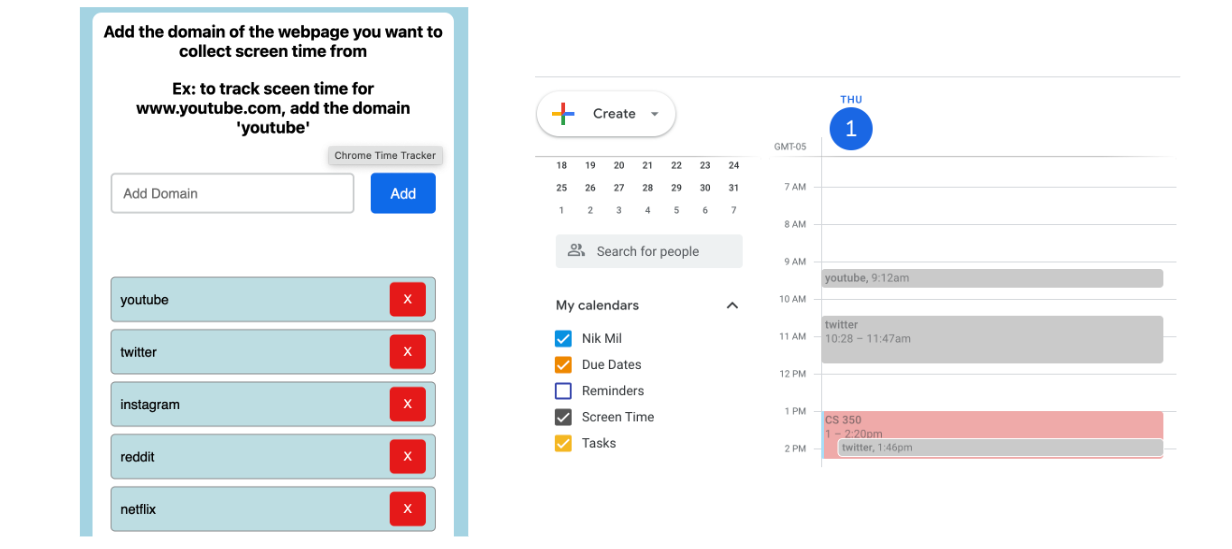 Add the domain of the webpage you want to
collect screen time from
Ex: to track sceen time for
www.youtube.com, add the domain
'youtube'
Chrome Time Tracker
Add Domain
Add
youtube
X
twitter
X
instagram
X
reddit
X
netflix
X
Create
18 19 20 21 22 23 24
25 26 27 28 29 30 31
1 2 3 4 5 6 7
Search for people
My calendars
Nik Mil
Due Dates
Reminders
Screen Time
Tasks
THU
1
GMT-05
7 AM
8 AM
9 AM
youtube, 9:12am
10 AM
twitter
10:28 – 11:47am
11 AM
12 PM
1 PM
CS 350
1 – 2:20pm
twitter, 1:46pm
2 PM